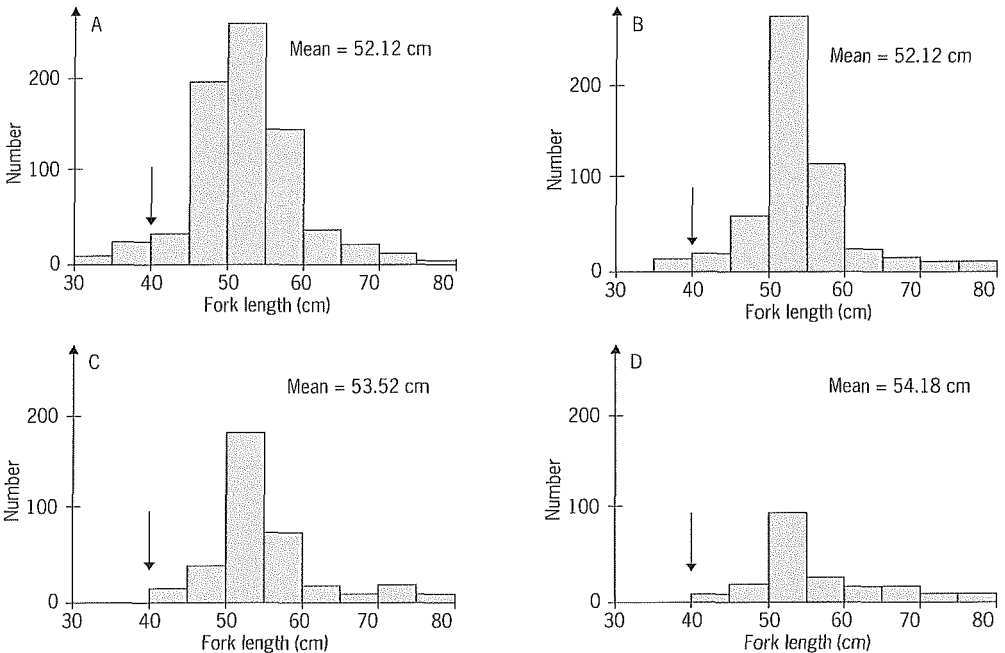 A
Mean = 52.12 cm
Number
200
100
0
30 40 50 60 70 80
Fork length (cm)
B
Mean = 52.12 cm
Number
200
100
0
30 40 50 60 70 80
Fork length (cm)
C
Mean = 53.52 cm
Number
200
100
0
30 40 50 60 70 80
Fork length (cm)
D
Mean = 54.18 cm
Number
200
100
0
30 40 50 60 70 80
Fork length (cm)